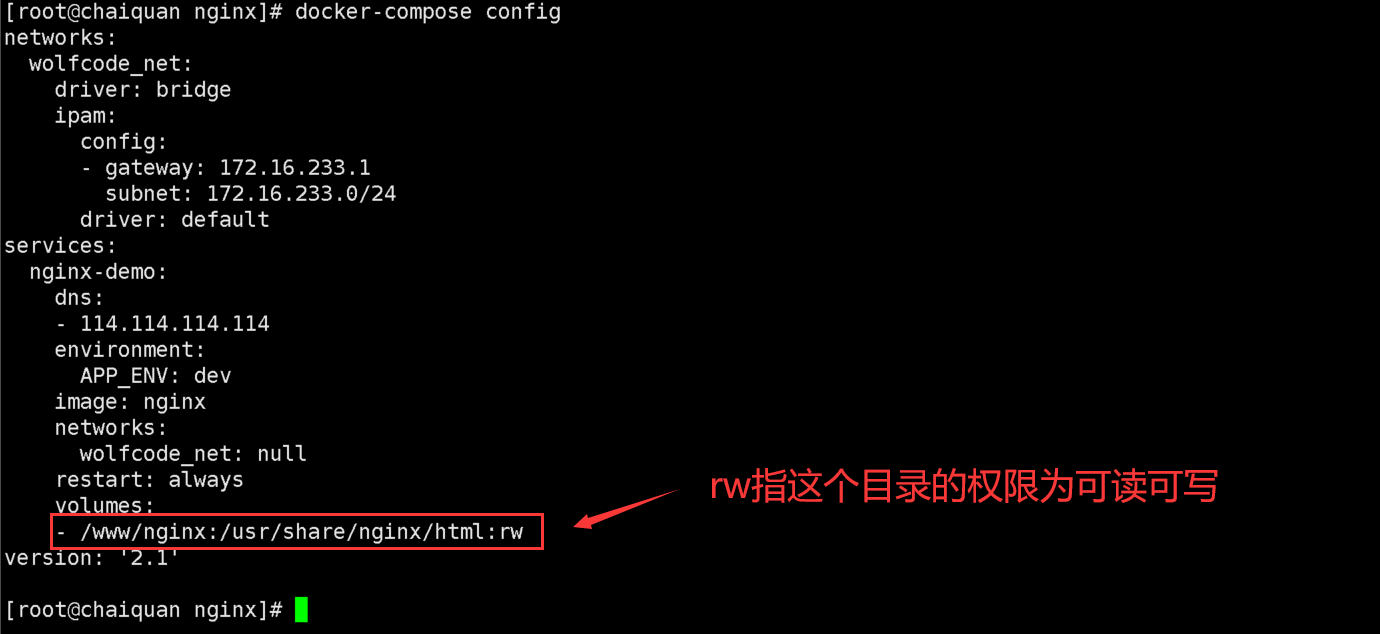 [root@chaiquan nginx]# docker-compose config
networks:
  wolfcode_net:
    driver: bridge
    ipam:
      config:
      - gateway: 172.16.233.1
        subnet: 172.16.233.0/24
      driver: default
services:
  nginx-demo:
    dns:
    - 114.114.114.114
    environment:
      APP_ENV: dev
    image: nginx
    networks:
      wolfcode_net: null
    restart: always
rw指这个目录的权限为可读可写
    volumes:
    - /www/nginx:/usr/share/nginx/html:rw
version: '2.1'
[root@chaiquan nginx]#